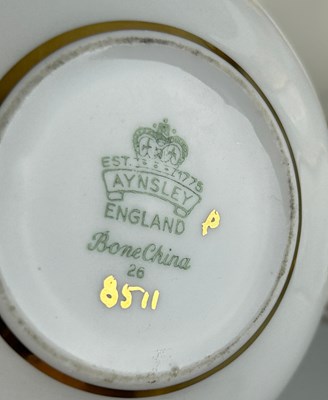 EST. 1775
AYNSLEY
ENGLAND
P
Bone China
26
8511